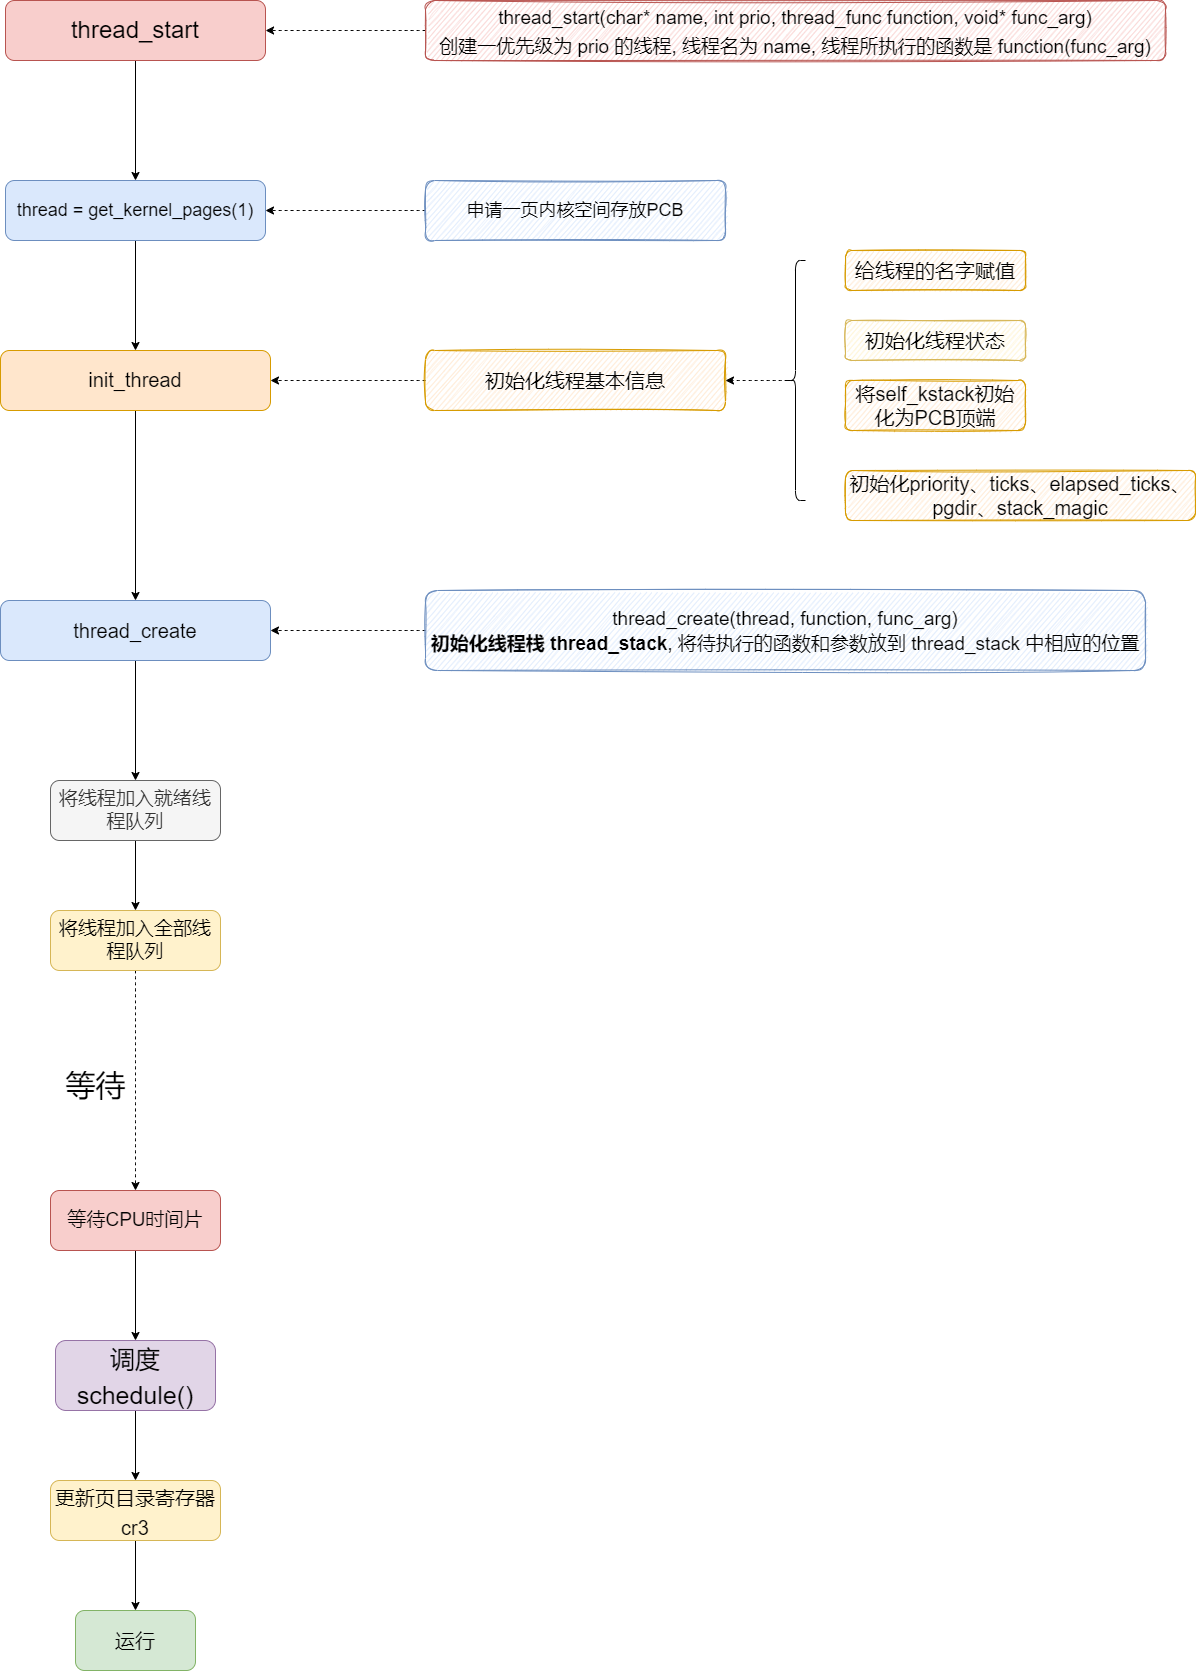 thread_start
thread_start(char* name, int prio, thread_func function, void* func_arg)
创建一优先级为 prio 的线程, 线程名为 name, 线程所执行的函数是 function(func_arg)
thread = get_kernel_pages(1)
申请一页内核空间存放PCB
给线程的名字赋值
初始化线程状态
init_thread
初始化线程基本信息
将self_kstack初始
化为PCB顶端
初始化priority、ticks、elapsed_ticks、
pgdir、stack_magic
thread_create
thread_create(thread, function, func_arg)
初始化线程栈 thread_stack, 将待执行的函数和参数放到 thread_stack 中相应的位置
将线程加入就绪线
程队列
将线程加入全部线
程队列
等待
等待CPU时间片
调度
schedule()
更新页目录寄存器
cr3
运行